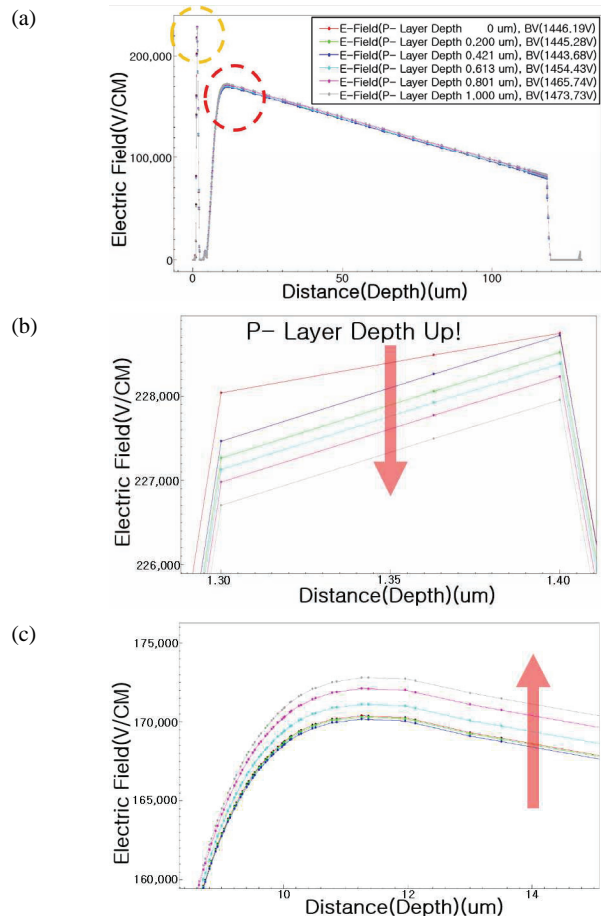 (a)
Electric Field(V/CM)
200,000
100,000
0
E-Field(P- Layer Depth 0 um), BV(1446.19V)
E-Field(P- Layer Depth 0.200 um), BV(1445.28V)
E-Field(P- Layer Depth 0.421 um), BV(1443.68V)
E-Field(P- Layer Depth 0.613 um), BV(1454.43V)
E-Field(P- Layer Depth 0.801 um), BV(1465.74V)
E-Field(P- Layer Depth 1.000 um), BV(1473.73V)
0 50 100
Distance(Depth)(um)
(b)
P- Layer Depth Up!
Electric Field(V/CM)
228,000
227,000
226,000
1.30 1.35 1.40
Distance(Depth)(um)
(c)
Electric Field(V/CM)
175,000
170,000
165,000
160,000
10 12 14
Distance(Depth)(um)